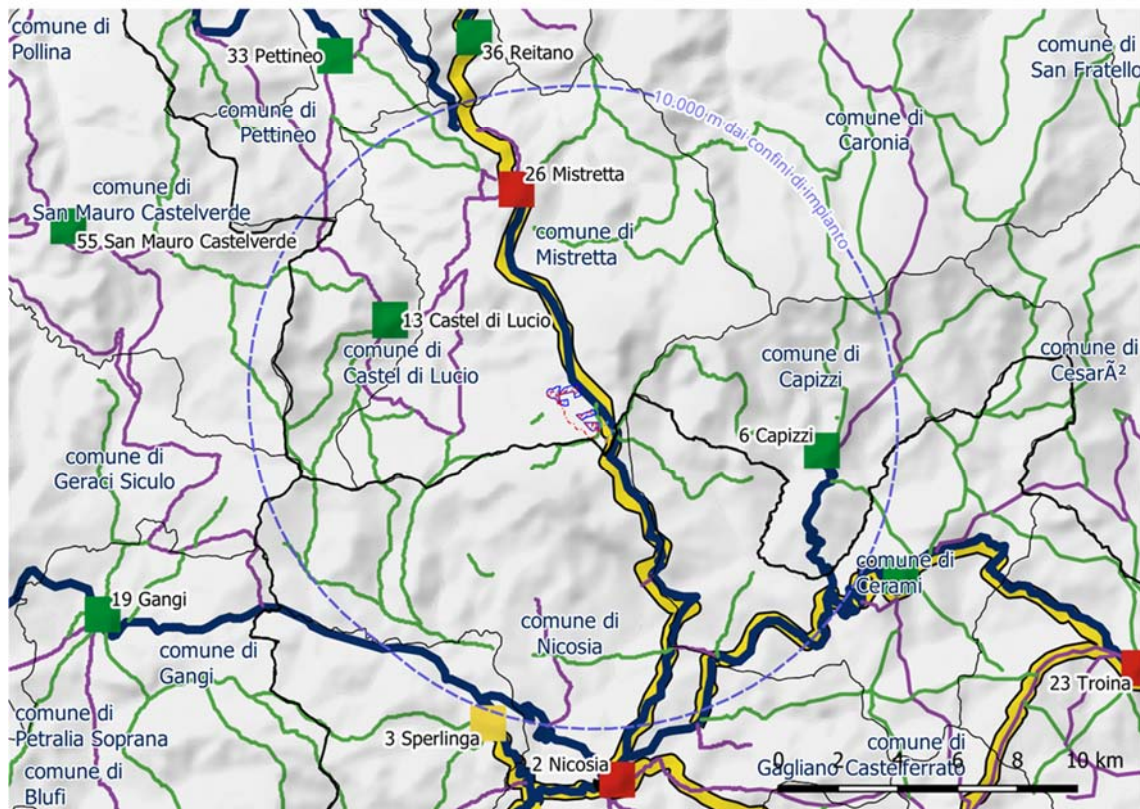 comune di
Pollina
33 Pettineo
36 Reitano
comune di
San Fratello
comune di
Pettineo
10.000 m dai confini di impianto
comune di
Caronia
26 Mistretta
comune di
San Mauro Castelverde
55 San Mauro Castelverde
comune di
Mistretta
13 Castel di Lucio
comune di
Castel di Lucio
comune di
Capizzi
comune di
CesarÃ²
6 Capizzi
comune di
Geraci Siculo
comune di
Cerami
19 Gangi
comune di
Nicosia
comune di
Gangi
23 Troina
comune di
Petralia Soprana
3 Sperlinga
comune di
Gagliano Castelferrato
2 Nicosia
comune di
Blufi
0 2 4 6 8 10 km